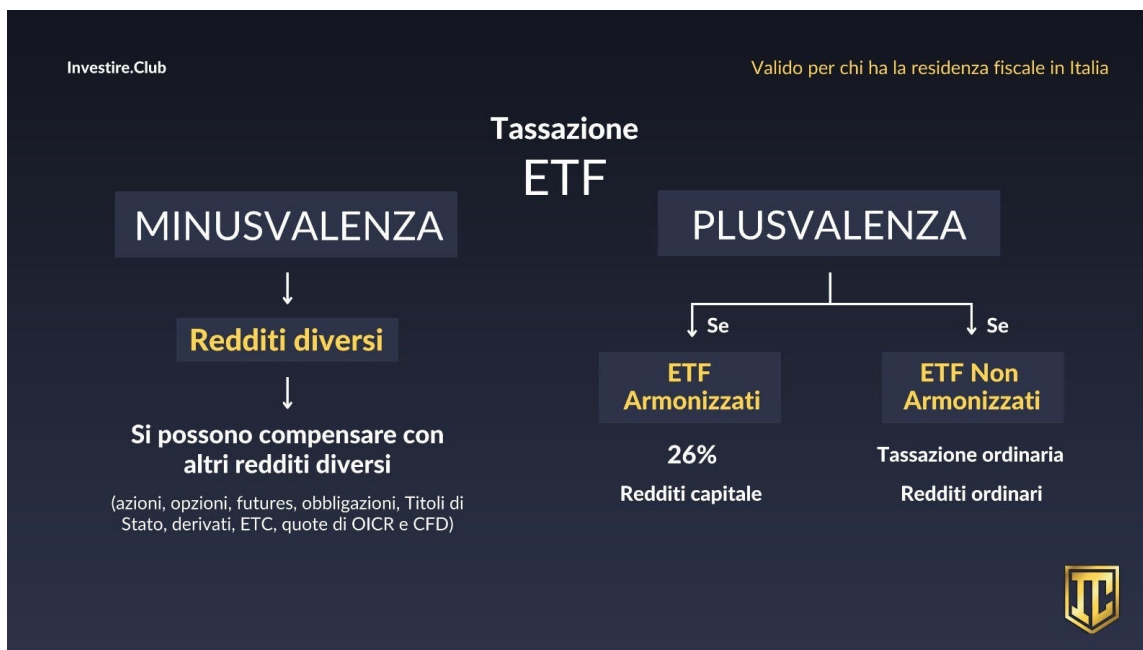 Investire.Club
Valido per chi ha la residenza fiscale in Italia
Tassazione
ETF
MINUSVALENZA
Redditi diversi
Si possono compensare con
altri redditi diversi
(azioni, opzioni, futures, obbligazioni, Titoli di
Stato, derivati, ETC, quote di OICR e CFD)
PLUSVALENZA
Se
ETF
Armonizzati
26%
Redditi capitale
Se
ETF Non
Armonizzati
Tassazione ordinaria
Redditi ordinari
ITC